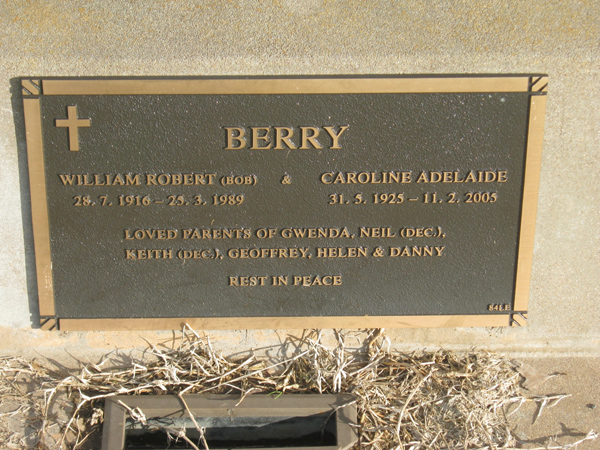 BERRY
WILLIAM ROBERT (BOB) & CAROLINE ADELAIDE
28. 7. 1916 - 25. 3. 1989 31. 5. 1925 - 11. 2. 2005
LOVED PARENTS OF GWENDA, NEIL (DEC.),
KEITH (DEC.), GEOFFREY, HELEN & DANNY
REST IN PEACE